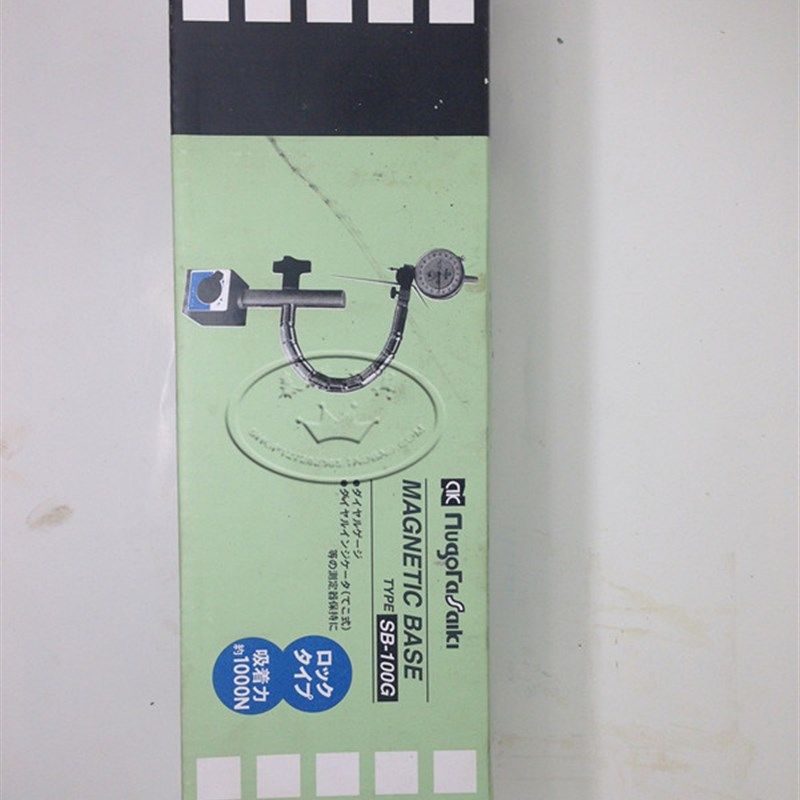 MAGNETIC BASE
TYPE SB-100G
●ダイヤルゲージ
●ダイヤルインジケータ(てこ式)
等の測定器保持に
ロック
タイプ
吸着力
約1000N